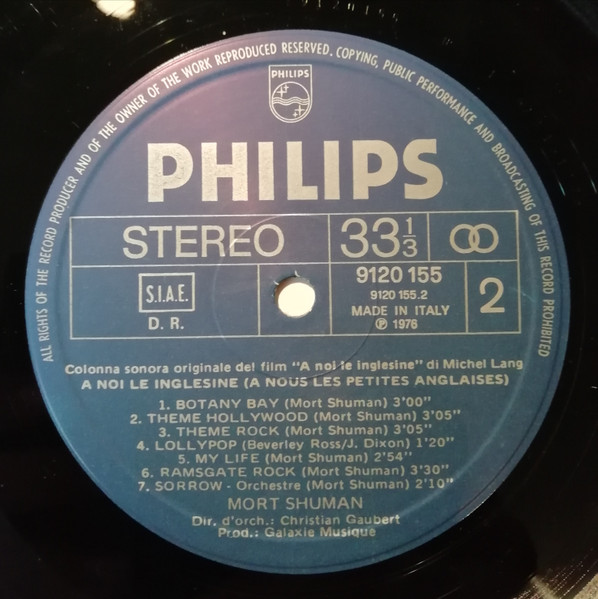 ALL RIGHTS OF THE RECORD PRODUCER AND OF THE OWNER OF THE WORK REPRODUCED RESERVED. COPYING, PUBLIC PERFORMANCE AND BROADCASTING OF THIS RECORD PROHIBITED
PHILIPS
PHILIPS
STEREO 33 1/3
S.I.A.E.
D. R.
9120 155
9120 155.2
MADE IN ITALY
Ⓟ 1976
2
Colonna sonora originale del film "A noi le inglesine" di Michel Lang
A NOI LE INGLESINE (A NOUS LES PETITES ANGLAISES)
1. BOTANY BAY (Mort Shuman) 3'00"
2. THEME HOLLYWOOD (Mort Shuman) 3'05"
3. THEME ROCK (Mort Shuman) 3'05"
4. LOLLYPOP (Beverley Ross/J. Dixon) 1'20"
5. MY LIFE (Mort Shuman) 2'54"
6. RAMSGATE ROCK (Mort Shuman) 3'30"
7. SORROW - Orchestre (Mort Shuman) 2'10"
MORT SHUMAN
Dir. d'orch.: Christian Gaubert
Prod.: Galaxie Musique